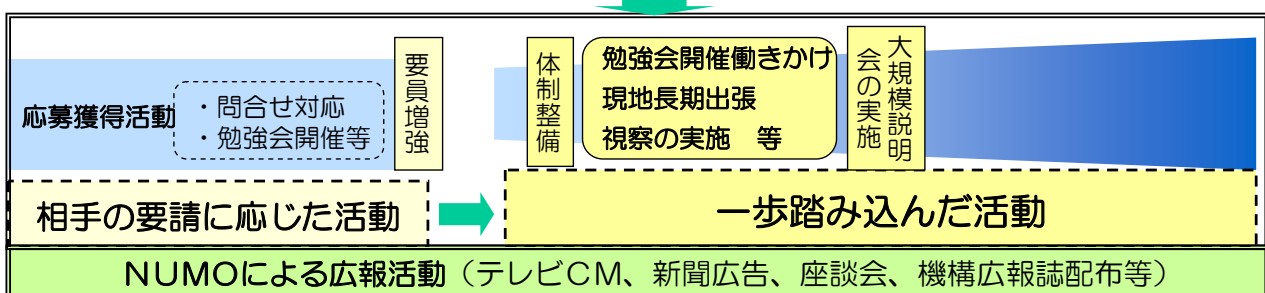 応募獲得活動
・問合せ対応
・勉強会開催等
要員増強
体制整備
勉強会開催働きかけ
現地長期出張
視察の実施　等
大規模説明
会の実施
相手の要請に応じた活動
一歩踏み込んだ活動
NUMOによる広報活動（テレビCM、新聞広告、座談会、機構広報誌配布等）